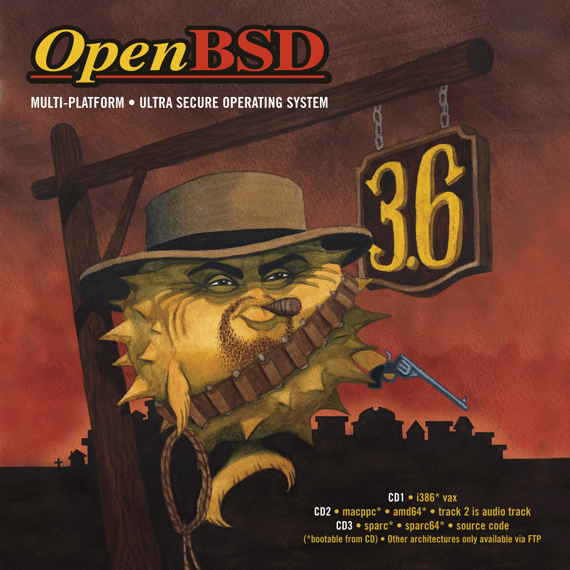 OpenBSD
MULTI-PLATFORM • ULTRA SECURE OPERATING SYSTEM
3.6
CD1 • i386* vax
CD2 • macppc* • amd64* • track 2 is audio track
CD3 • sparc* • sparc64* • source code
(*bootable from CD) • Other architectures only available via FTP